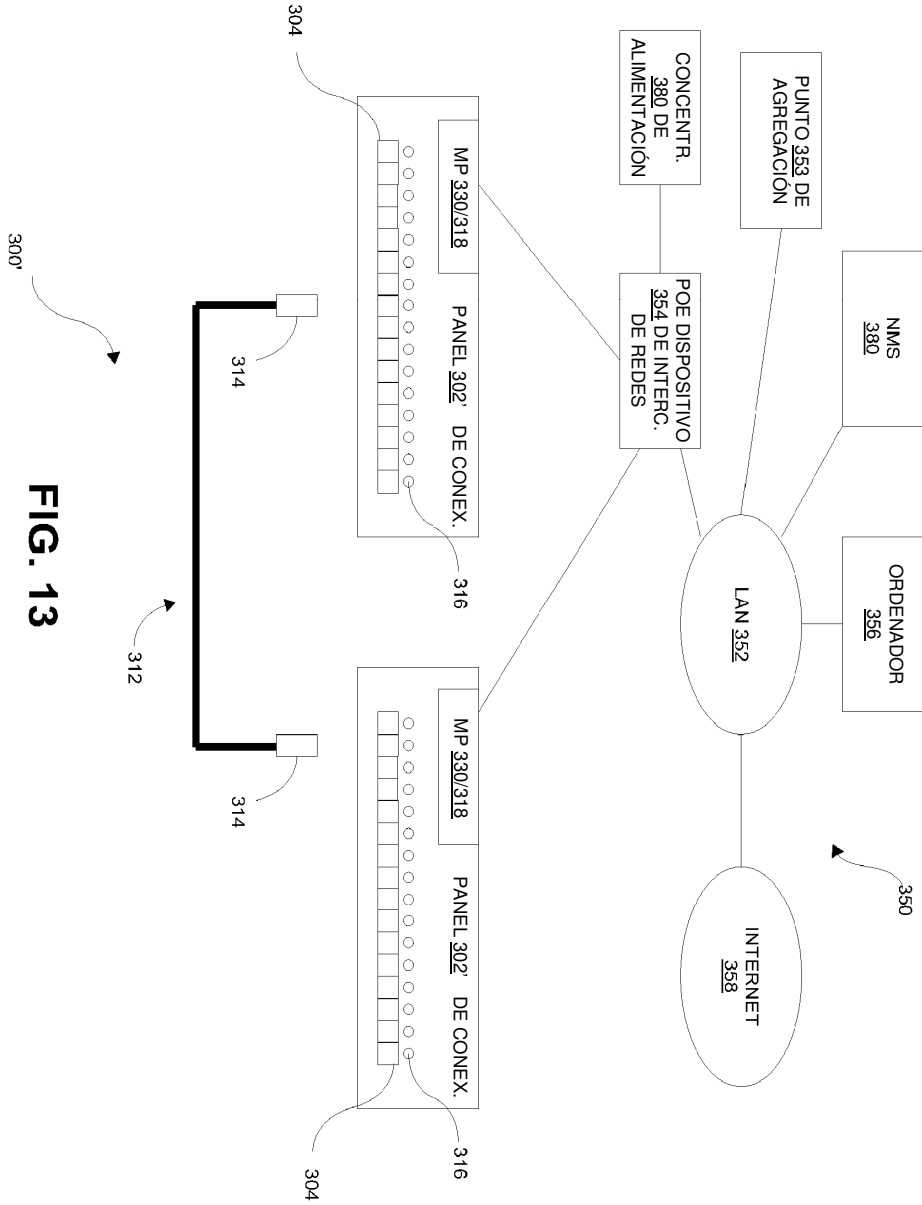 350
NMS
380
ORDENADOR
356
PUNTO 353 DE
AGREGACIÓN
LAN 352
INTERNET
358
CONCENTR.
380 DE
ALIMENTACIÓN
POE DISPOSITIVO
354 DE INTERC.
DE REDES
MP 330/318
PANEL 302' DE CONEX.
304
316
MP 330/318
PANEL 302' DE CONEX.
316
304
314
314
312
300'
FIG. 13